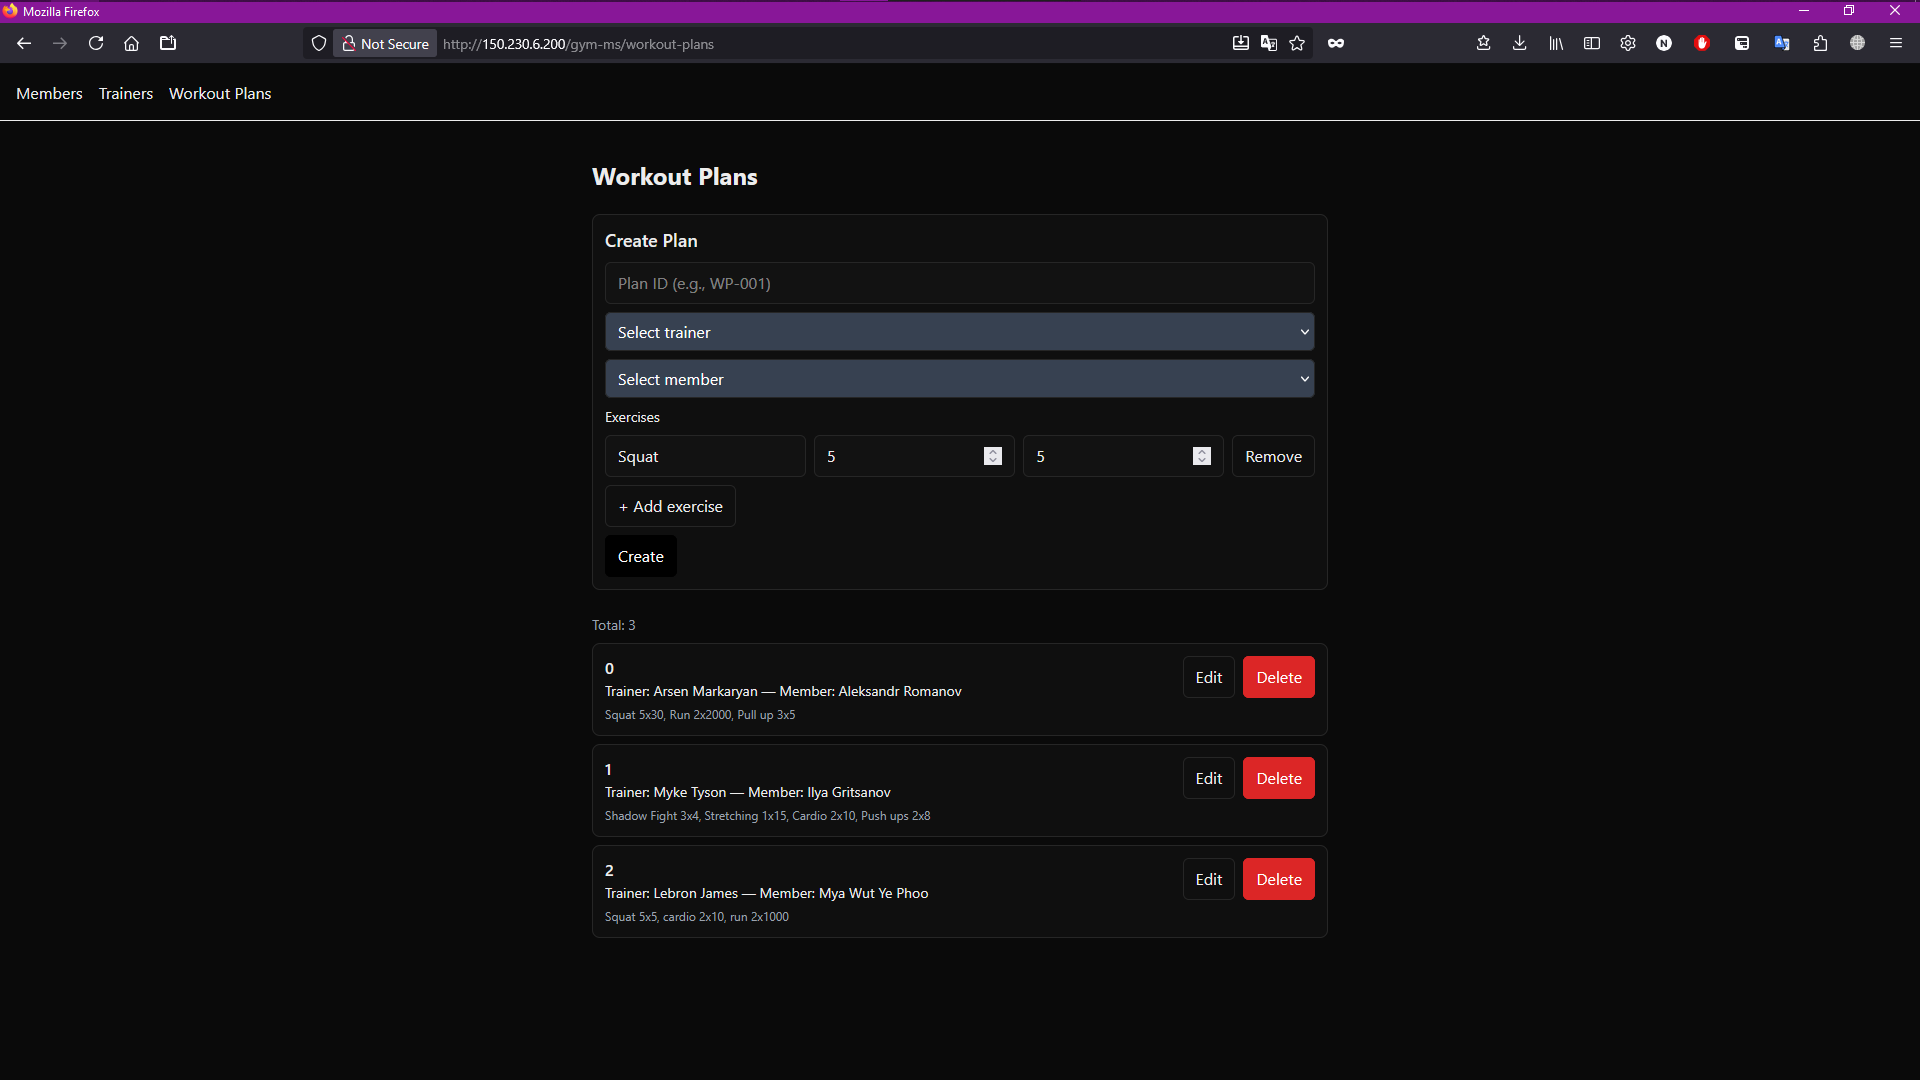 Mozilla Firefox
Not Secure http://150.230.6.200/gym-ms/workout-plans
Members Trainers Workout Plans
Workout Plans
Create Plan
Plan ID (e.g., WP-001)
Select trainer
Select member
Exercises
Squat 5 5 Remove
+ Add exercise
Create
Total: 3
0
Edit Delete
Trainer: Arsen Markaryan — Member: Aleksandr Romanov
Squat 5x30, Run 2x2000, Pull up 3x5
1
Edit Delete
Trainer: Myke Tyson — Member: Ilya Gritsanov
Shadow Fight 3x4, Stretching 1x15, Cardio 2x10, Push ups 2x8
2
Edit Delete
Trainer: Lebron James — Member: Mya Wut Ye Phoo
Squat 5x5, cardio 2x10, run 2x1000